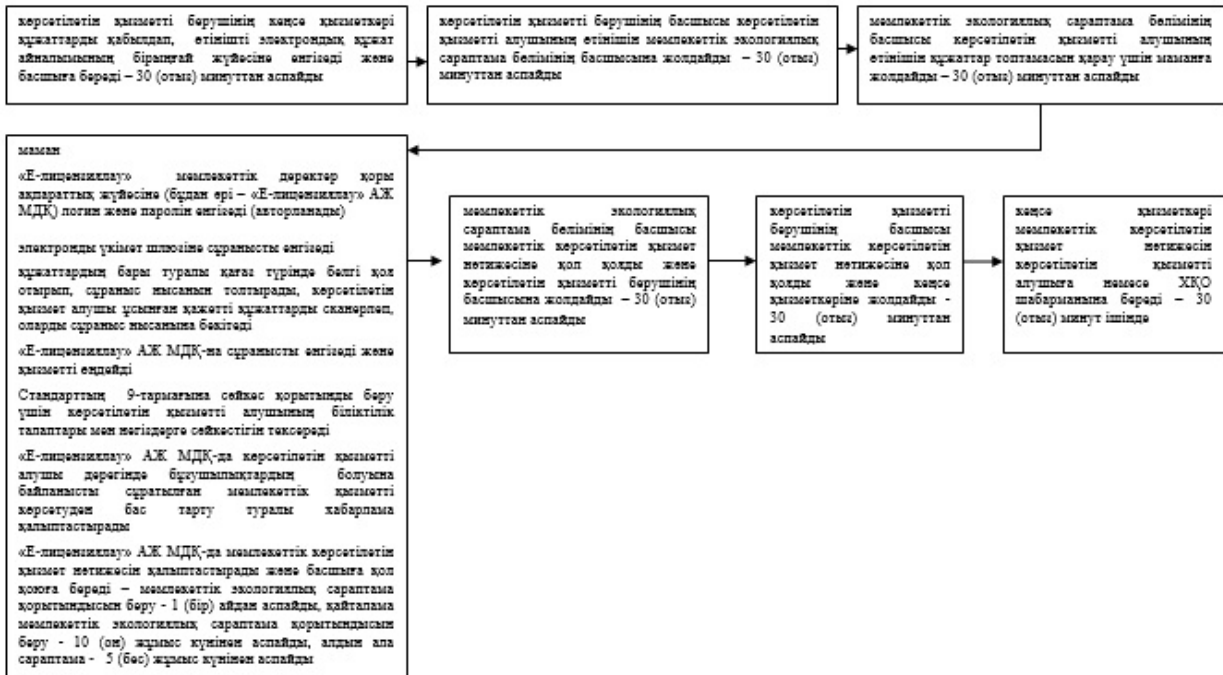 көрсетілетін қызметті берушінің кеңсе қызметкері
құжаттарды қабылдап, өтінішті электрондық құжат
айналымының бірыңғай жүйесіне енгізеді және
басшыға береді – 30 (отыз) минуттан аспайды
көрсетілетін қызметті берушінің басшысы көрсетілетін
қызметті алушының өтінішін мемлекеттік экологиялық
сараптама бөлімінің басшысына жолдайды – 30 (отыз)
минуттан аспайды
мемлекеттік экологиялық сараптама бөлімінің
басшысы көрсетілетін қызметті алушының
өтінішін құжаттар топтамасын қарау үшін маманға
жолдайды – 30 (отыз) минуттан аспайды
маман
«Е-лицензиялау» мемлекеттік деректер қоры
ақпараттық жүйесіне (бұдан әрі – «Е-лицензиялау» АЖ
МДҚ) логин және паролін енгізеді (авторланады)
электронды үкімет шлюзіне сұранысты енгізеді
құжаттардың бары туралы қағаз түрінде белгі қоя
отырып, сұраныс нысанын толтырады, көрсетілетін
қызмет алушы ұсынған қажетті құжаттарды сканерлеп,
оларды сұраныс нысанына бекітеді
«Е-лицензиялау» АЖ МДҚ-на сұранысты енгізеді және
қызметті өңдейді
Стандарттың 9-тармағына сәйкес қорытынды беру
үшін көрсетілетін қызметті алушының біліктілік
талаптары мен негіздерге сәйкестігін тексереді
«Е-лицензиялау» АЖ МДҚ-да көрсетілетін қызметті
алушы дерегінде бұзушылықтардың болуына
байланысты сұратылған мемлекеттік қызметті
көрсетуден бас тарту туралы хабарлама
қалыптастырады
«Е-лицензиялау» АЖ МДҚ-да мемлекеттік көрсетілетін
қызмет нәтижесін қалыптастырады және басшыға қол
қоюға береді – мемлекеттік экологиялық сараптама
қорытындысын беру - 1 (бір) айдан аспайды, қайталама
мемлекеттік экологиялық сараптама қорытындысын
беру - 10 (он) жұмыс күнінен аспайды, алдын ала
сараптама - 5 (бес) жұмыс күнінен аспайды
мемлекеттік экологиялық
сараптама бөлімінің басшысы
мемлекеттік көрсетілетін қызмет
нәтижесіне қол қояды және
көрсетілетін қызметті берушінің
басшысына жолдайды – 30 (отыз)
минуттан аспайды
көрсетілетін қызметті
берушінің басшысы
мемлекеттік көрсетілетін
қызмет нәтижесіне қол
қояды және кеңсе
қызметкеріне жолдайды -
30 (отыз) минуттан
аспайды
кеңсе қызметкері
мемлекеттік көрсетілетін
қызмет нәтижесін
көрсетілетін қызметті
алушыға немесе ХҚО
шабарманына береді – 30
(отыз) минут ішінде